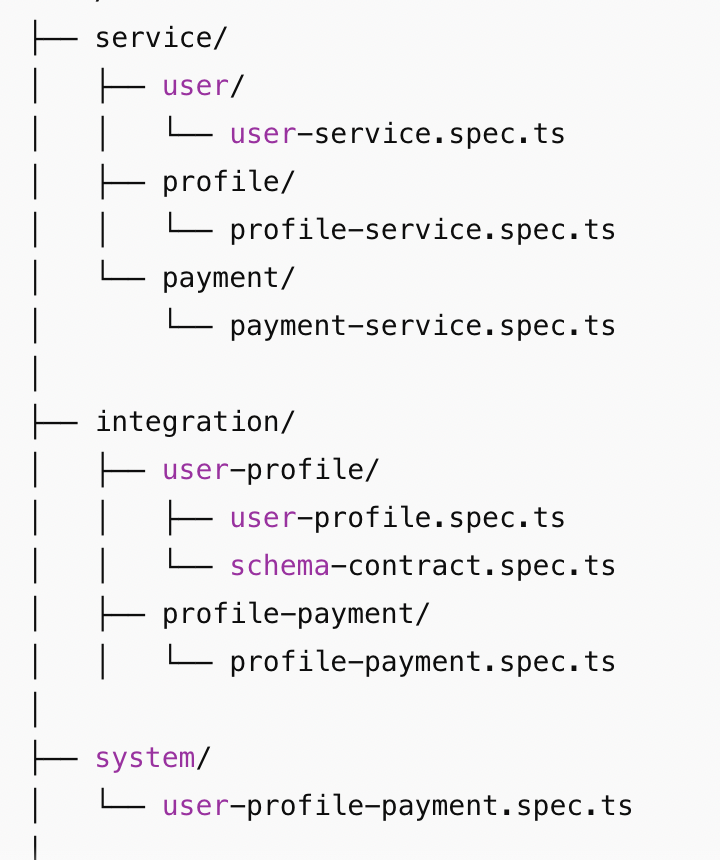 ├── service/
│   ├── user/
│   │   └── user-service.spec.ts
│   ├── profile/
│   │   └── profile-service.spec.ts
│   └── payment/
│       └── payment-service.spec.ts
│
├── integration/
│   ├── user-profile/
│   │   ├── user-profile.spec.ts
│   │   └── schema-contract.spec.ts
│   ├── profile-payment/
│   │   └── profile-payment.spec.ts
│
├── system/
│   └── user-profile-payment.spec.ts
│